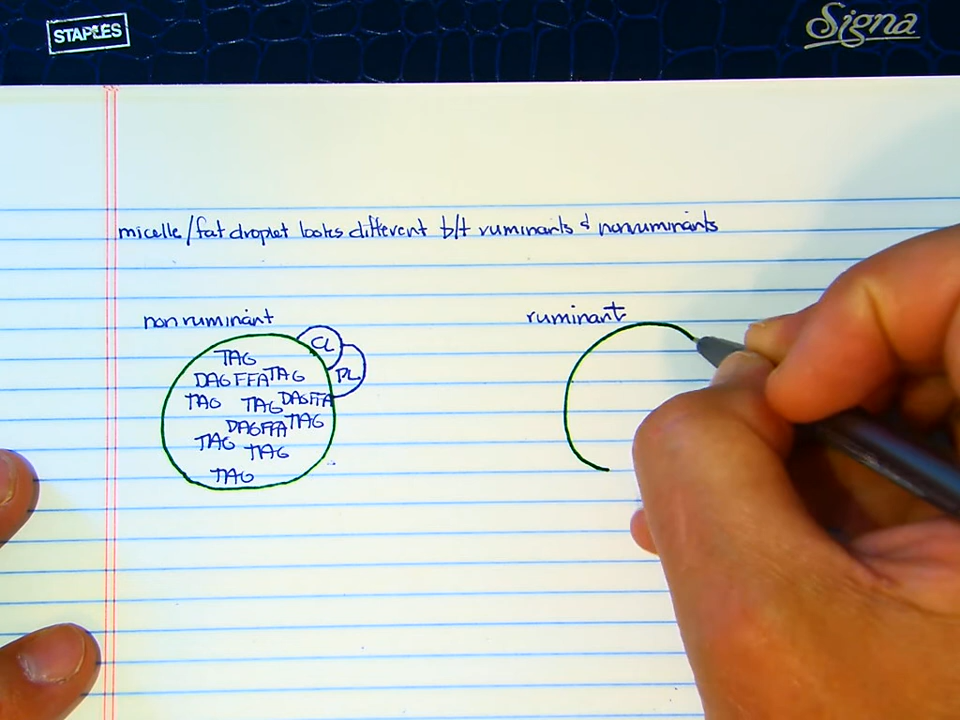 STAPLES
Signa
micelle/fat droplet looks different b/t ruminants & nonruminants
nonruminant
ruminant
CL
PL
TAG
DAG FFA TAG
TAG TAG DAG FFA
DAG FFA TAG
TAG TAG
TAG